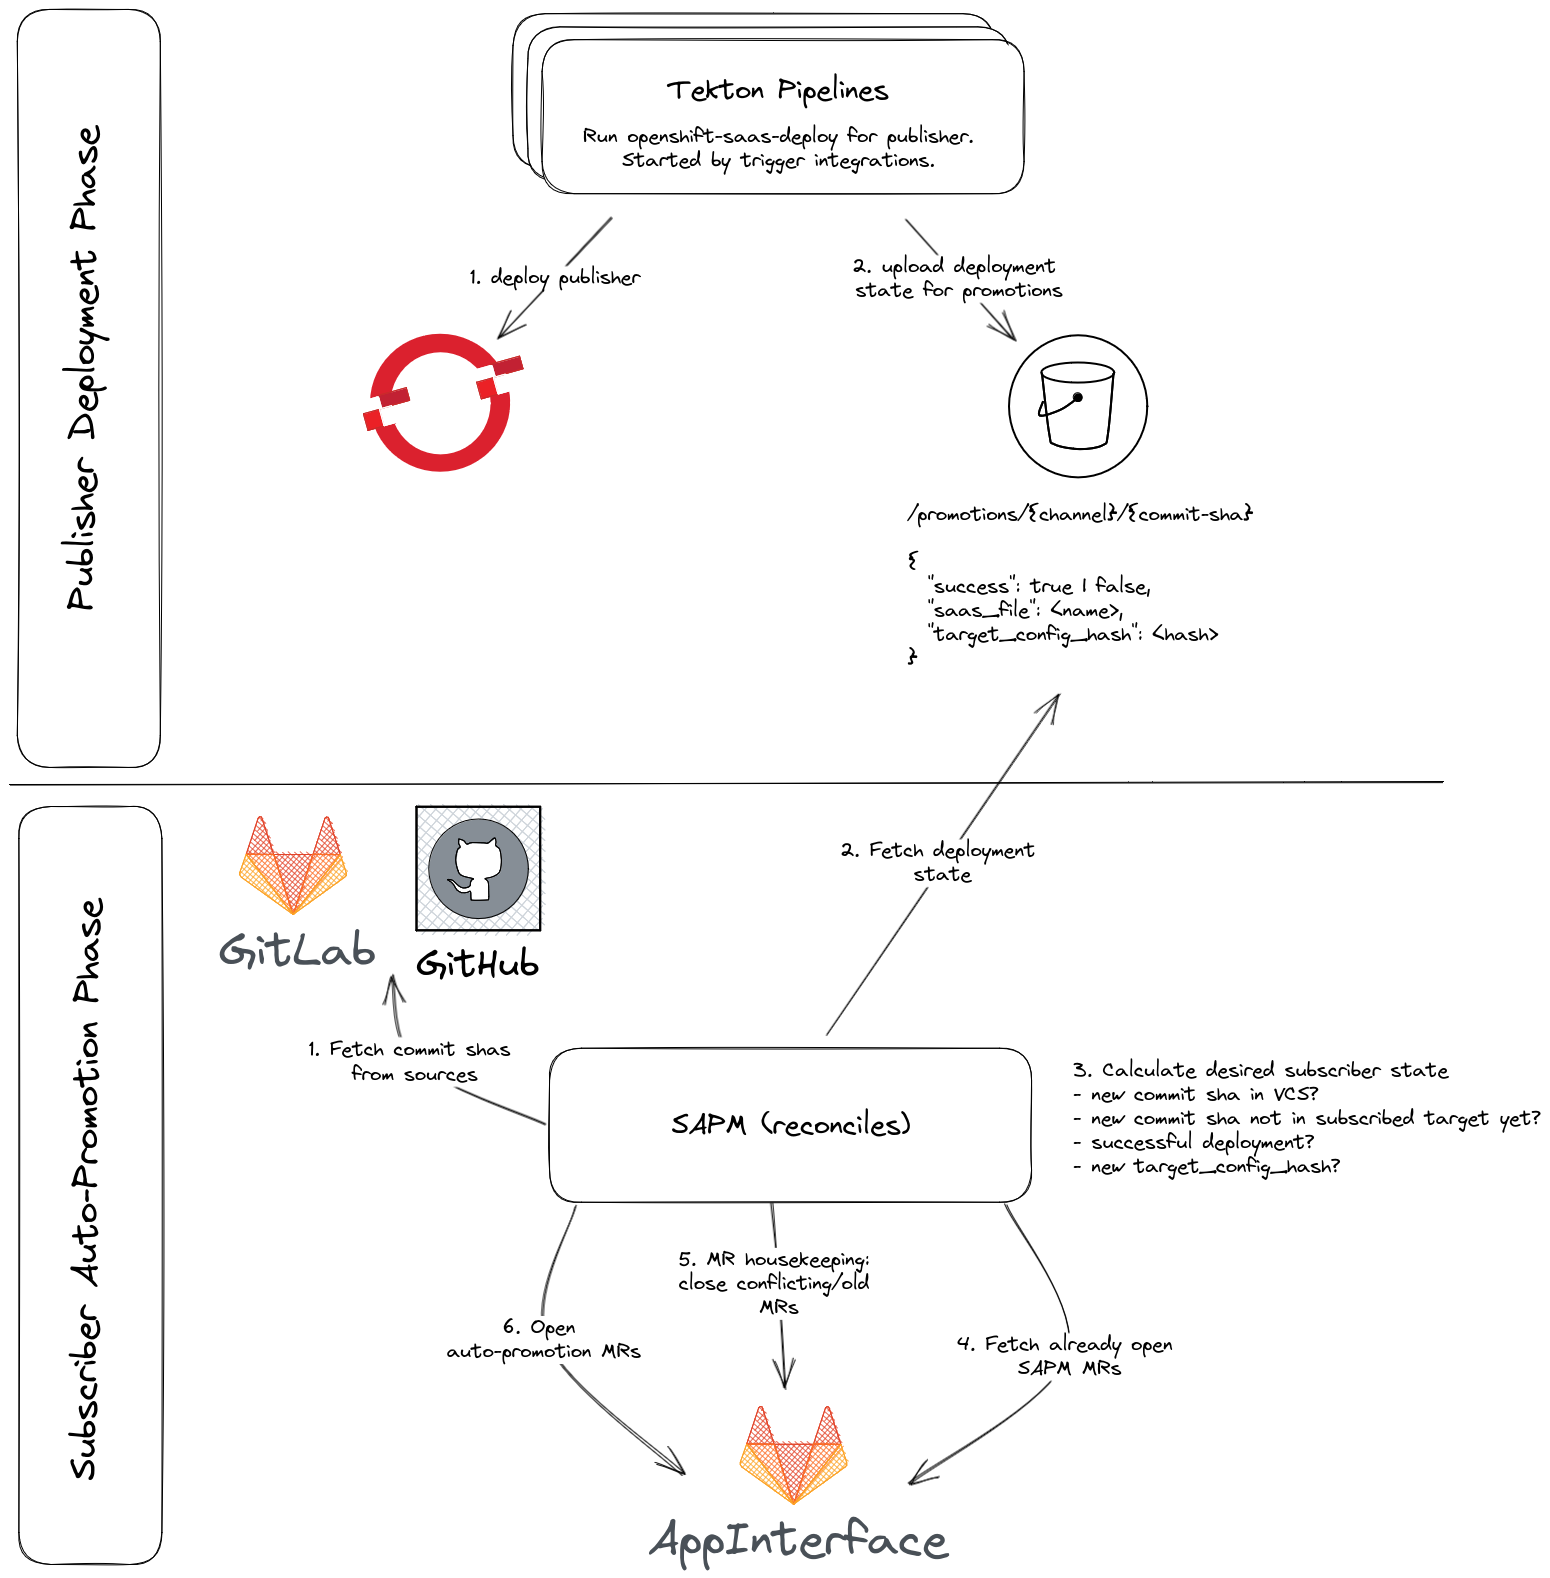 Publisher Deployment Phase
Tekton Pipelines
Run openshift-saas-deploy for publisher.
Started by trigger integrations.
1. deploy publisher
2. upload deployment
state for promotions
/promotions/{channel}/{commit-sha}
{
"success": true | false,
"saas_file": <name>,
"target_config_hash": <hash>
}
Subscriber Auto-Promotion Phase
GitLab
GitHub
2. Fetch deployment
state
1. Fetch commit shas
from sources
SAPM (reconciles)
3. Calculate desired subscriber state
- new commit sha in VCS?
- new commit sha not in subscribed target yet?
- successful deployment?
- new target_config_hash?
5. MR housekeeping:
close conflicting/old
MRs
6. Open
auto-promotion MRs
4. Fetch already open
SAPM MRs
AppInterface